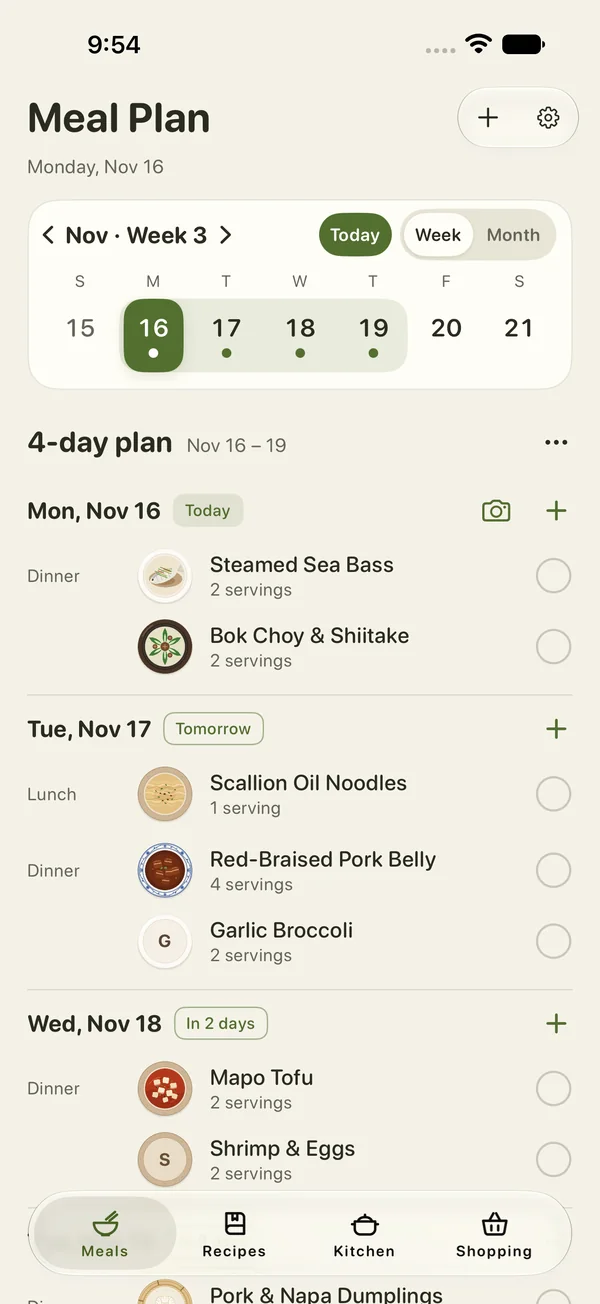 9:54
Meal Plan
Monday, Nov 16
Nov · Week 3
Today
Week
Month
S M T W T F S
15 16 17 18 19 20 21
4-day plan Nov 16 – 19
Mon, Nov 16 Today
Dinner
Steamed Sea Bass
2 servings
Bok Choy & Shiitake
2 servings
Tue, Nov 17 Tomorrow
Lunch
Scallion Oil Noodles
1 serving
Dinner
Red-Braised Pork Belly
4 servings
G
Garlic Broccoli
2 servings
Wed, Nov 18 In 2 days
Dinner
Mapo Tofu
2 servings
S
Shrimp & Eggs
2 servings
Meals
Recipes
Kitchen
Shopping
Pork & Napa Dumplings